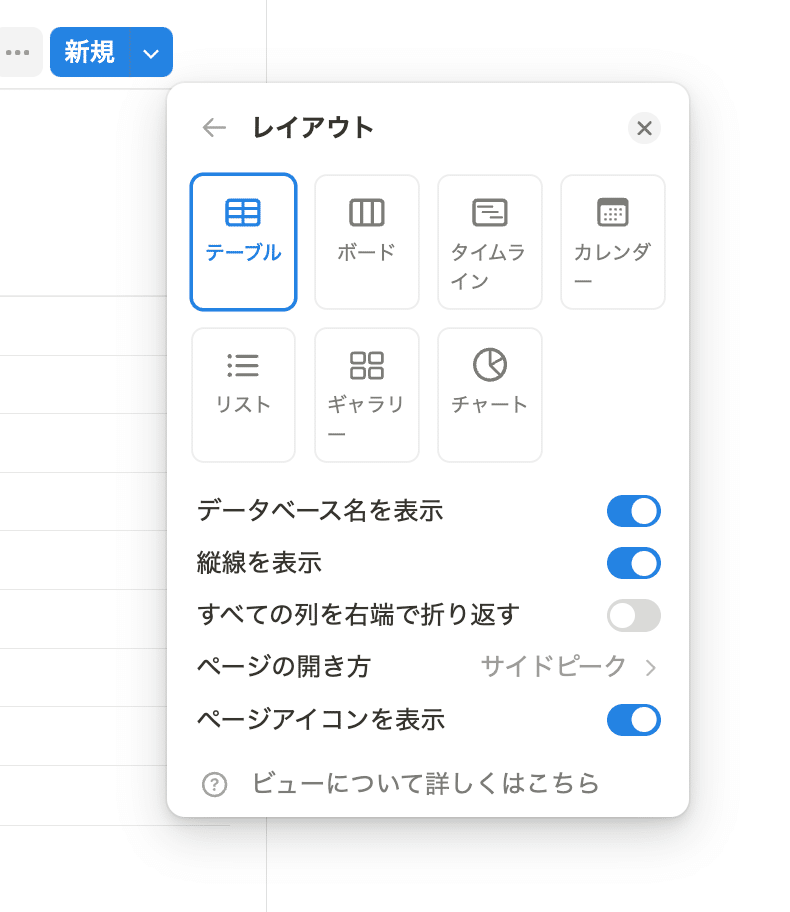 新規
レイアウト
テーブル
ボード
タイムラ
イン
カレンダ
ー
リスト
ギャラリ
ー
チャート
データベース名を表示
縦線を表示
すべての列を右端で折り返す
ページの開き方 サイドピーク
ページアイコンを表示
ビューについて詳しくはこちら